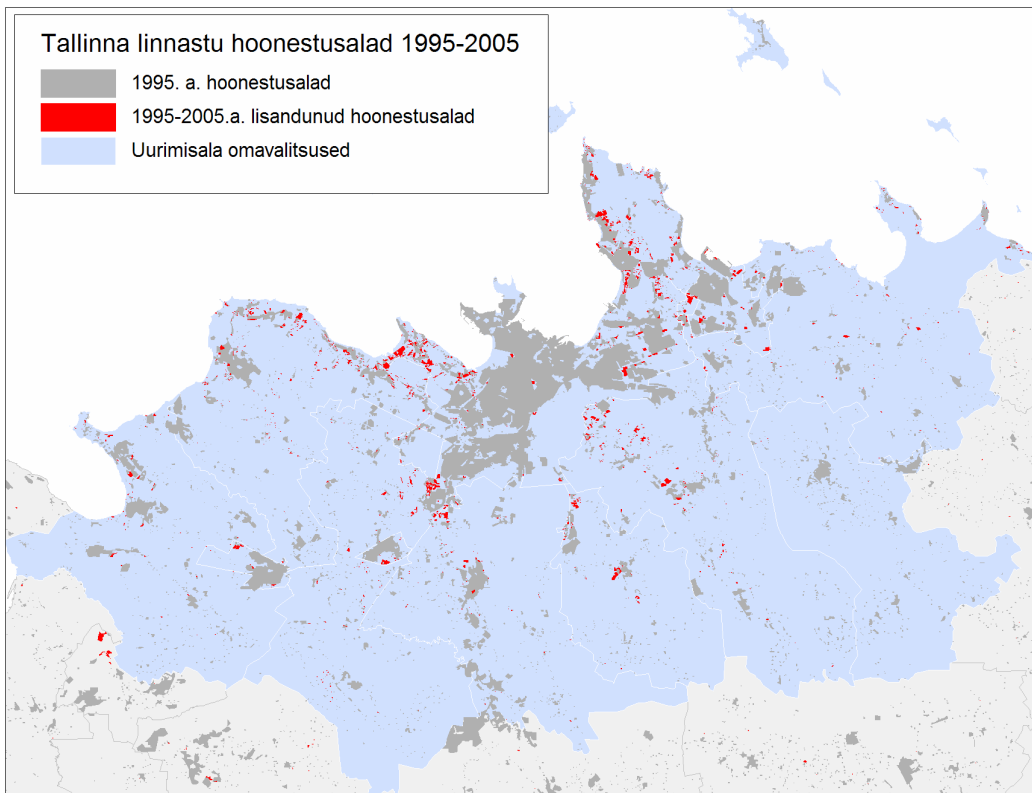 Tallinna linnastu hoonestusalad 1995-2005
1995. a. hoonestusalad
1995-2005.a. lisandunud hoonestusalad
Uurimisala omavalitsused